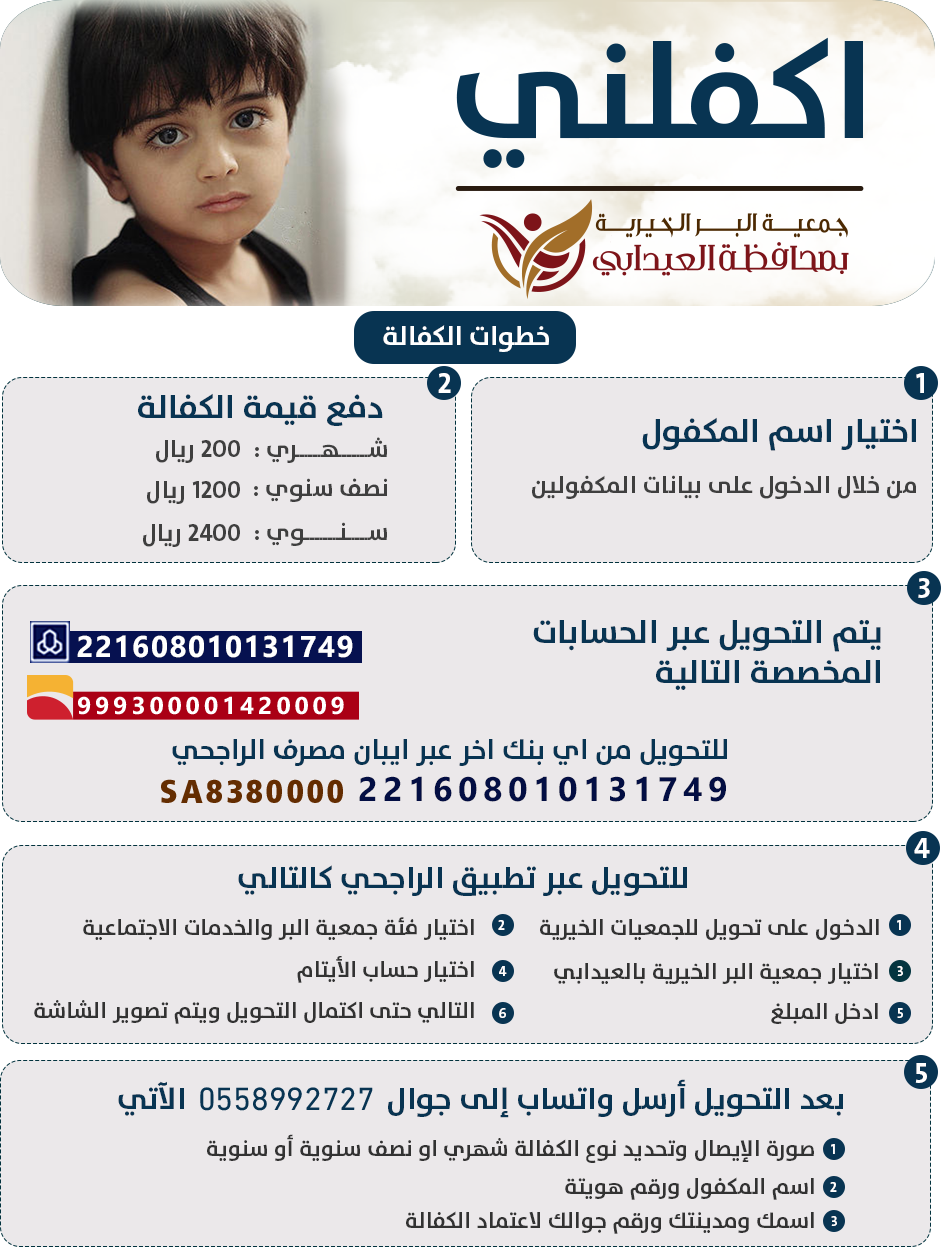 اكفلني
جمعية البر الخيرية
بمحافظة العيدابي
خطوات الكفالة
1
اختيار اسم المكفول
من خلال الدخول على بيانات المكفولين
2
دفع قيمة الكفالة
شـــهـــري : 200 ريال
نصف سنوي : 1200 ريال
ســـنـــــوي : 2400 ريال
3
يتم التحويل عبر الحسابات
المخصصة التالية
221608010131749
999300001420009
للتحويل من اي بنك اخر عبر ايبان مصرف الراجحي
SA8380000 221608010131749
4
للتحويل عبر تطبيق الراجحي كالتالي
1 الدخول على تحويل للجمعيات الخيرية
2 اختيار فئة جمعية البر والخدمات الاجتماعية
3 اختيار جمعية البر الخيرية بالعيدابي
4 اختيار حساب الأيتام
5 ادخل المبلغ
6 التالي حتى اكتمال التحويل ويتم تصوير الشاشة
5
بعد التحويل أرسل واتساب إلى جوال 0558992727 الآتي
1 صورة الإيصال وتحديد نوع الكفالة شهري او نصف سنوية أو سنوية
2 اسم المكفول ورقم هويتة
3 اسمك ومدينتك ورقم جوالك لاعتماد الكفالة